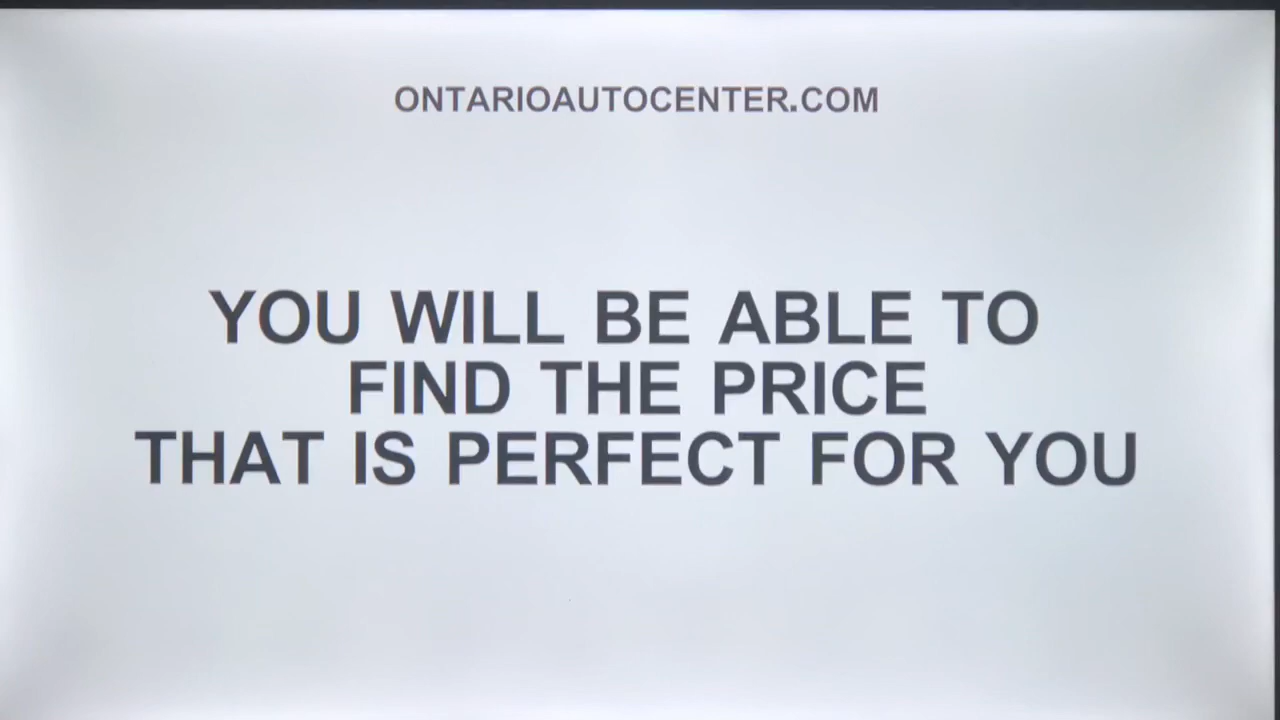 ONTARIOAUTOCENTER.COM
YOU WILL BE ABLE TO
FIND THE PRICE
THAT IS PERFECT FOR YOU